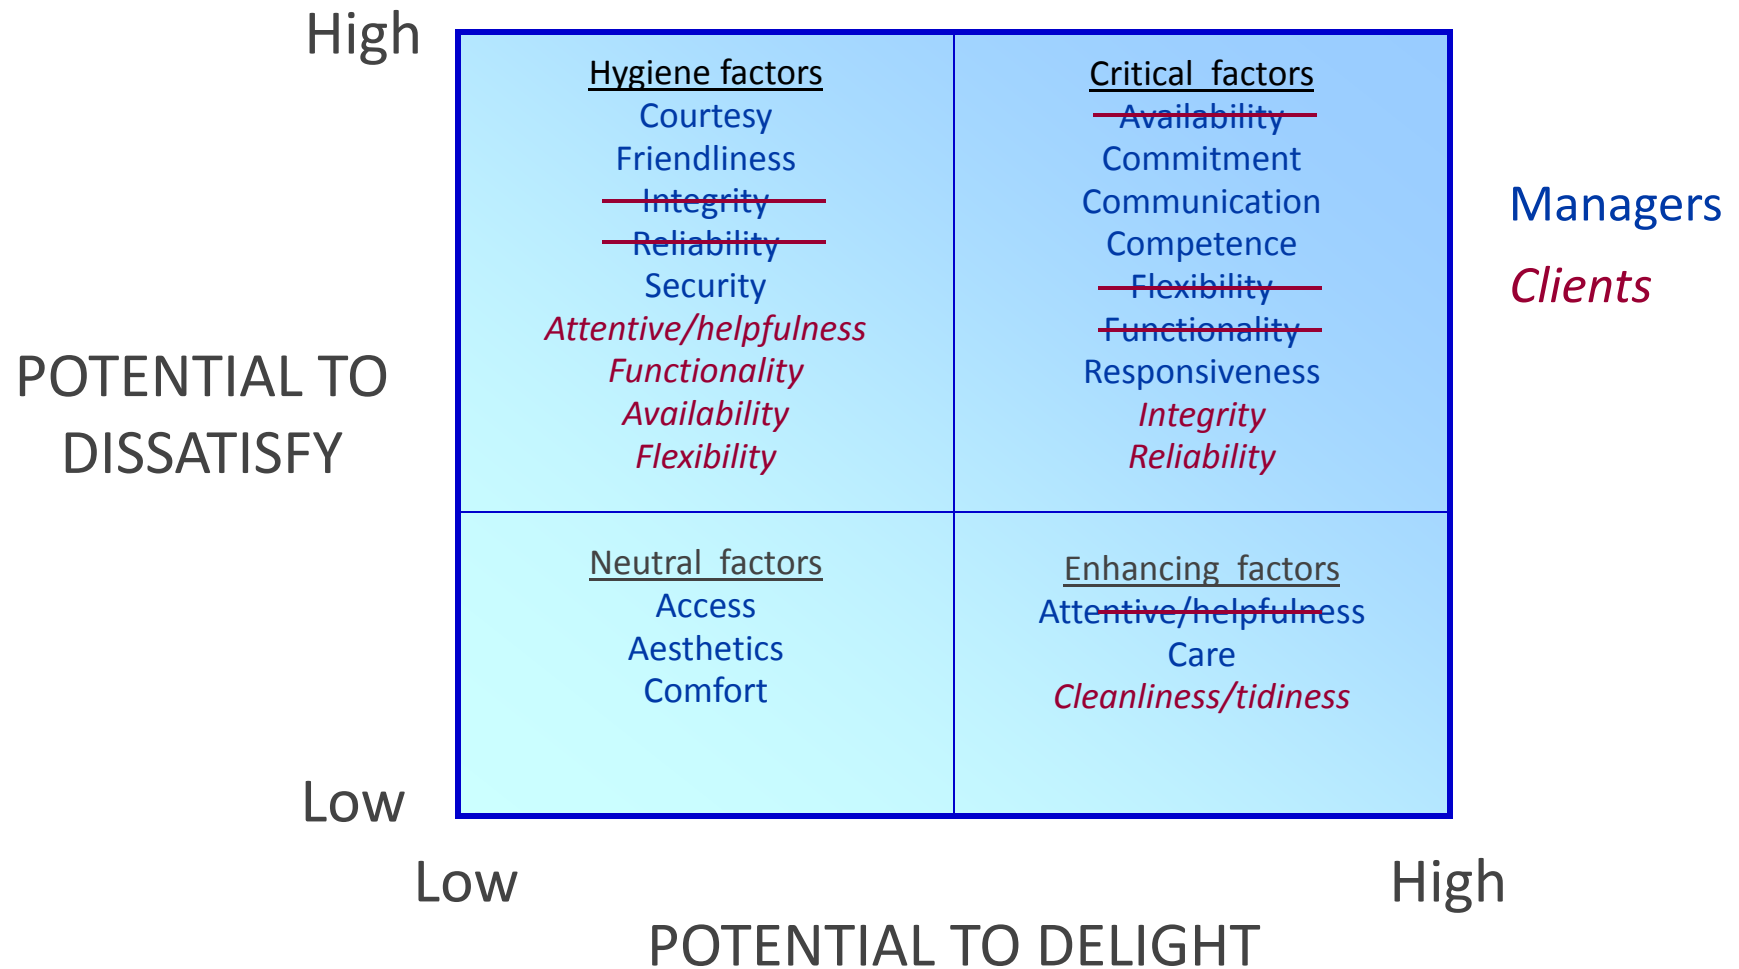 High
Hygiene factors
Courtesy
Friendliness
Integrity
Reliability
Security
Attentive/helpfulness
Functionality
Availability
Flexibility
Critical factors
Availability
Commitment
Communication
Competence
Flexibility
Functionality
Responsiveness
Integrity
Reliability
Managers
Clients
POTENTIAL TO
DISSATISFY
Neutral factors
Access
Aesthetics
Comfort
Enhancing factors
Attentive/helpfulness
Care
Cleanliness/tidiness
Low
Low
High
POTENTIAL TO DELIGHT